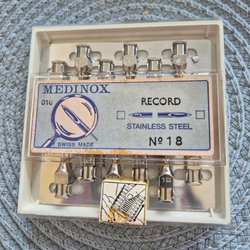 MEDINOX
RECORD
STAINLESS STEEL
SWISS MADE
Nº 18